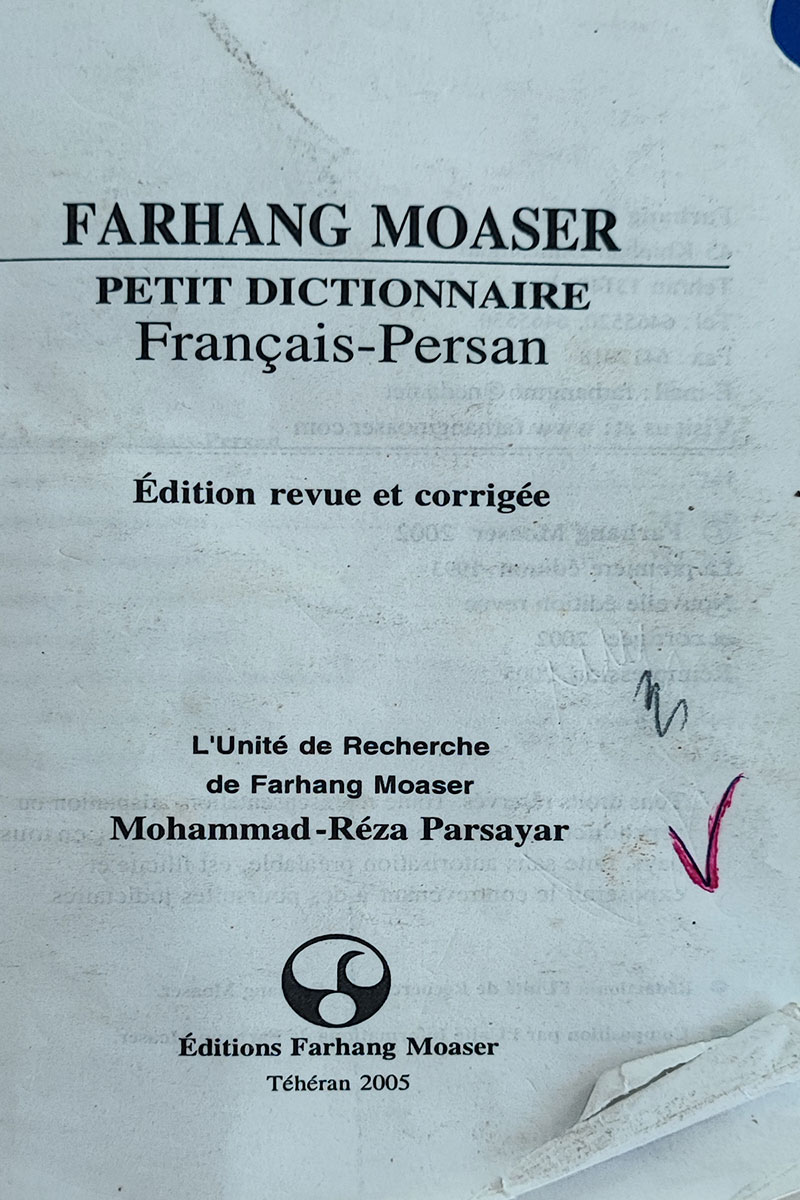 FARHANG MOASER
PETIT DICTIONNAIRE
Français-Persan
Édition revue et corrigée
L'Unité de Recherche
de Farhang Moaser
Mohammad-Réza Parsayar
Éditions Farhang Moaser
Téhéran 2005